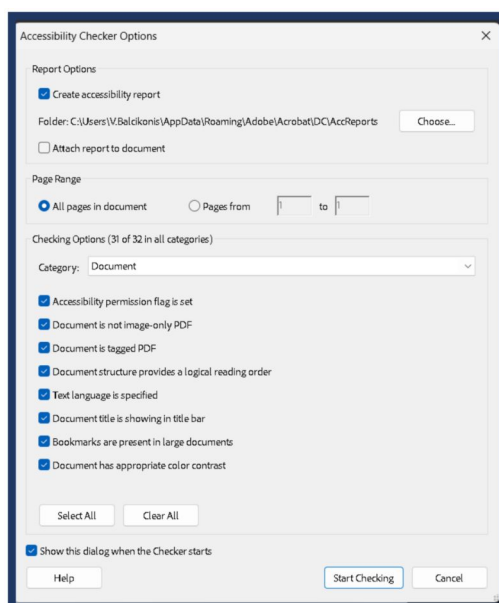 Accessibility Checker Options
Report Options
Create accessibility report
Folder: C:\Users\V.Balcikonis\AppData\Roaming\Adobe\Acrobat\DC\AccReports
Choose...
Attach report to document
Page Range
All pages in document
Pages from 1 to 1
Checking Options (31 of 32 in all categories)
Category: Document
Accessibility permission flag is set
Document is not image-only PDF
Document is tagged PDF
Document structure provides a logical reading order
Text language is specified
Document title is showing in title bar
Bookmarks are present in large documents
Document has appropriate color contrast
Select All
Clear All
Show this dialog when the Checker starts
Help
Start Checking
Cancel